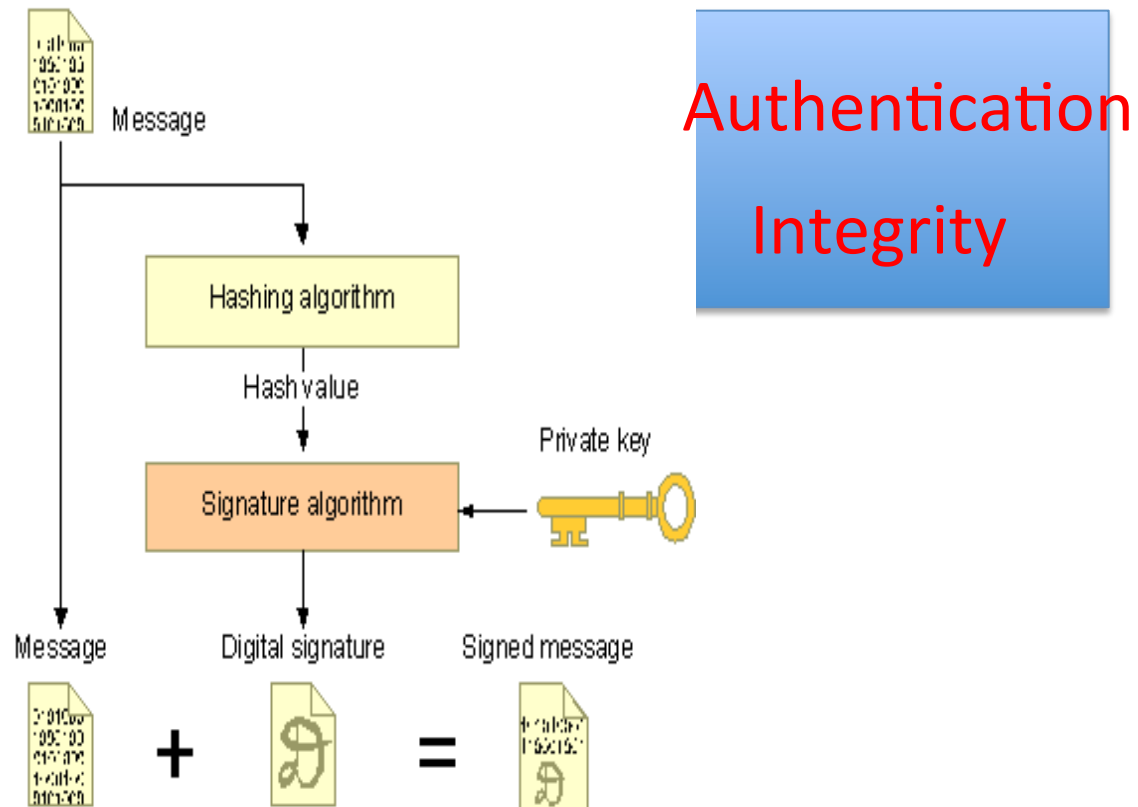 Message
Authentication
Integrity
Hashing algorithm
Hash value
Private key
Signature algorithm
Message
Digital signature
Signed message
+
=